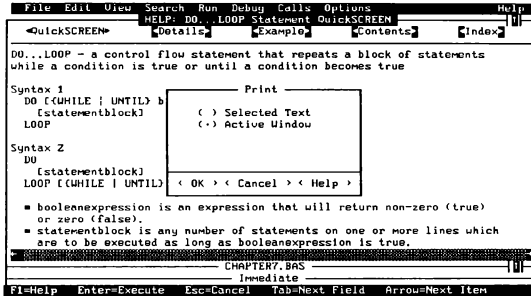 File Edit View Search Run Debug Calls Options Help
HELP: DO...LOOP Statement QuickSCREEN
◄QuickSCREEN► ◄Details► ◄Example► ◄Contents► ◄Index►
DO...LOOP - a control flow statement that repeats a block of statements
while a condition is true or until a condition becomes true
Syntax 1
DO [{WHILE | UNTIL} b
[statementblock]
LOOP
Syntax 2
DO
[statementblock]
LOOP [{WHILE | UNTIL}
Print
( ) Selected Text
(·) Active Window
< OK > < Cancel > < Help >
▪ booleanexpression is an expression that will return non-zero (true)
or zero (false).
▪ statementblock is any number of statements on one or more lines which
are to be executed as long as booleanexpression is true.
CHAPTER7.BAS
Immediate
F1=Help Enter=Execute Esc=Cancel Tab=Next Field Arrow=Next Item